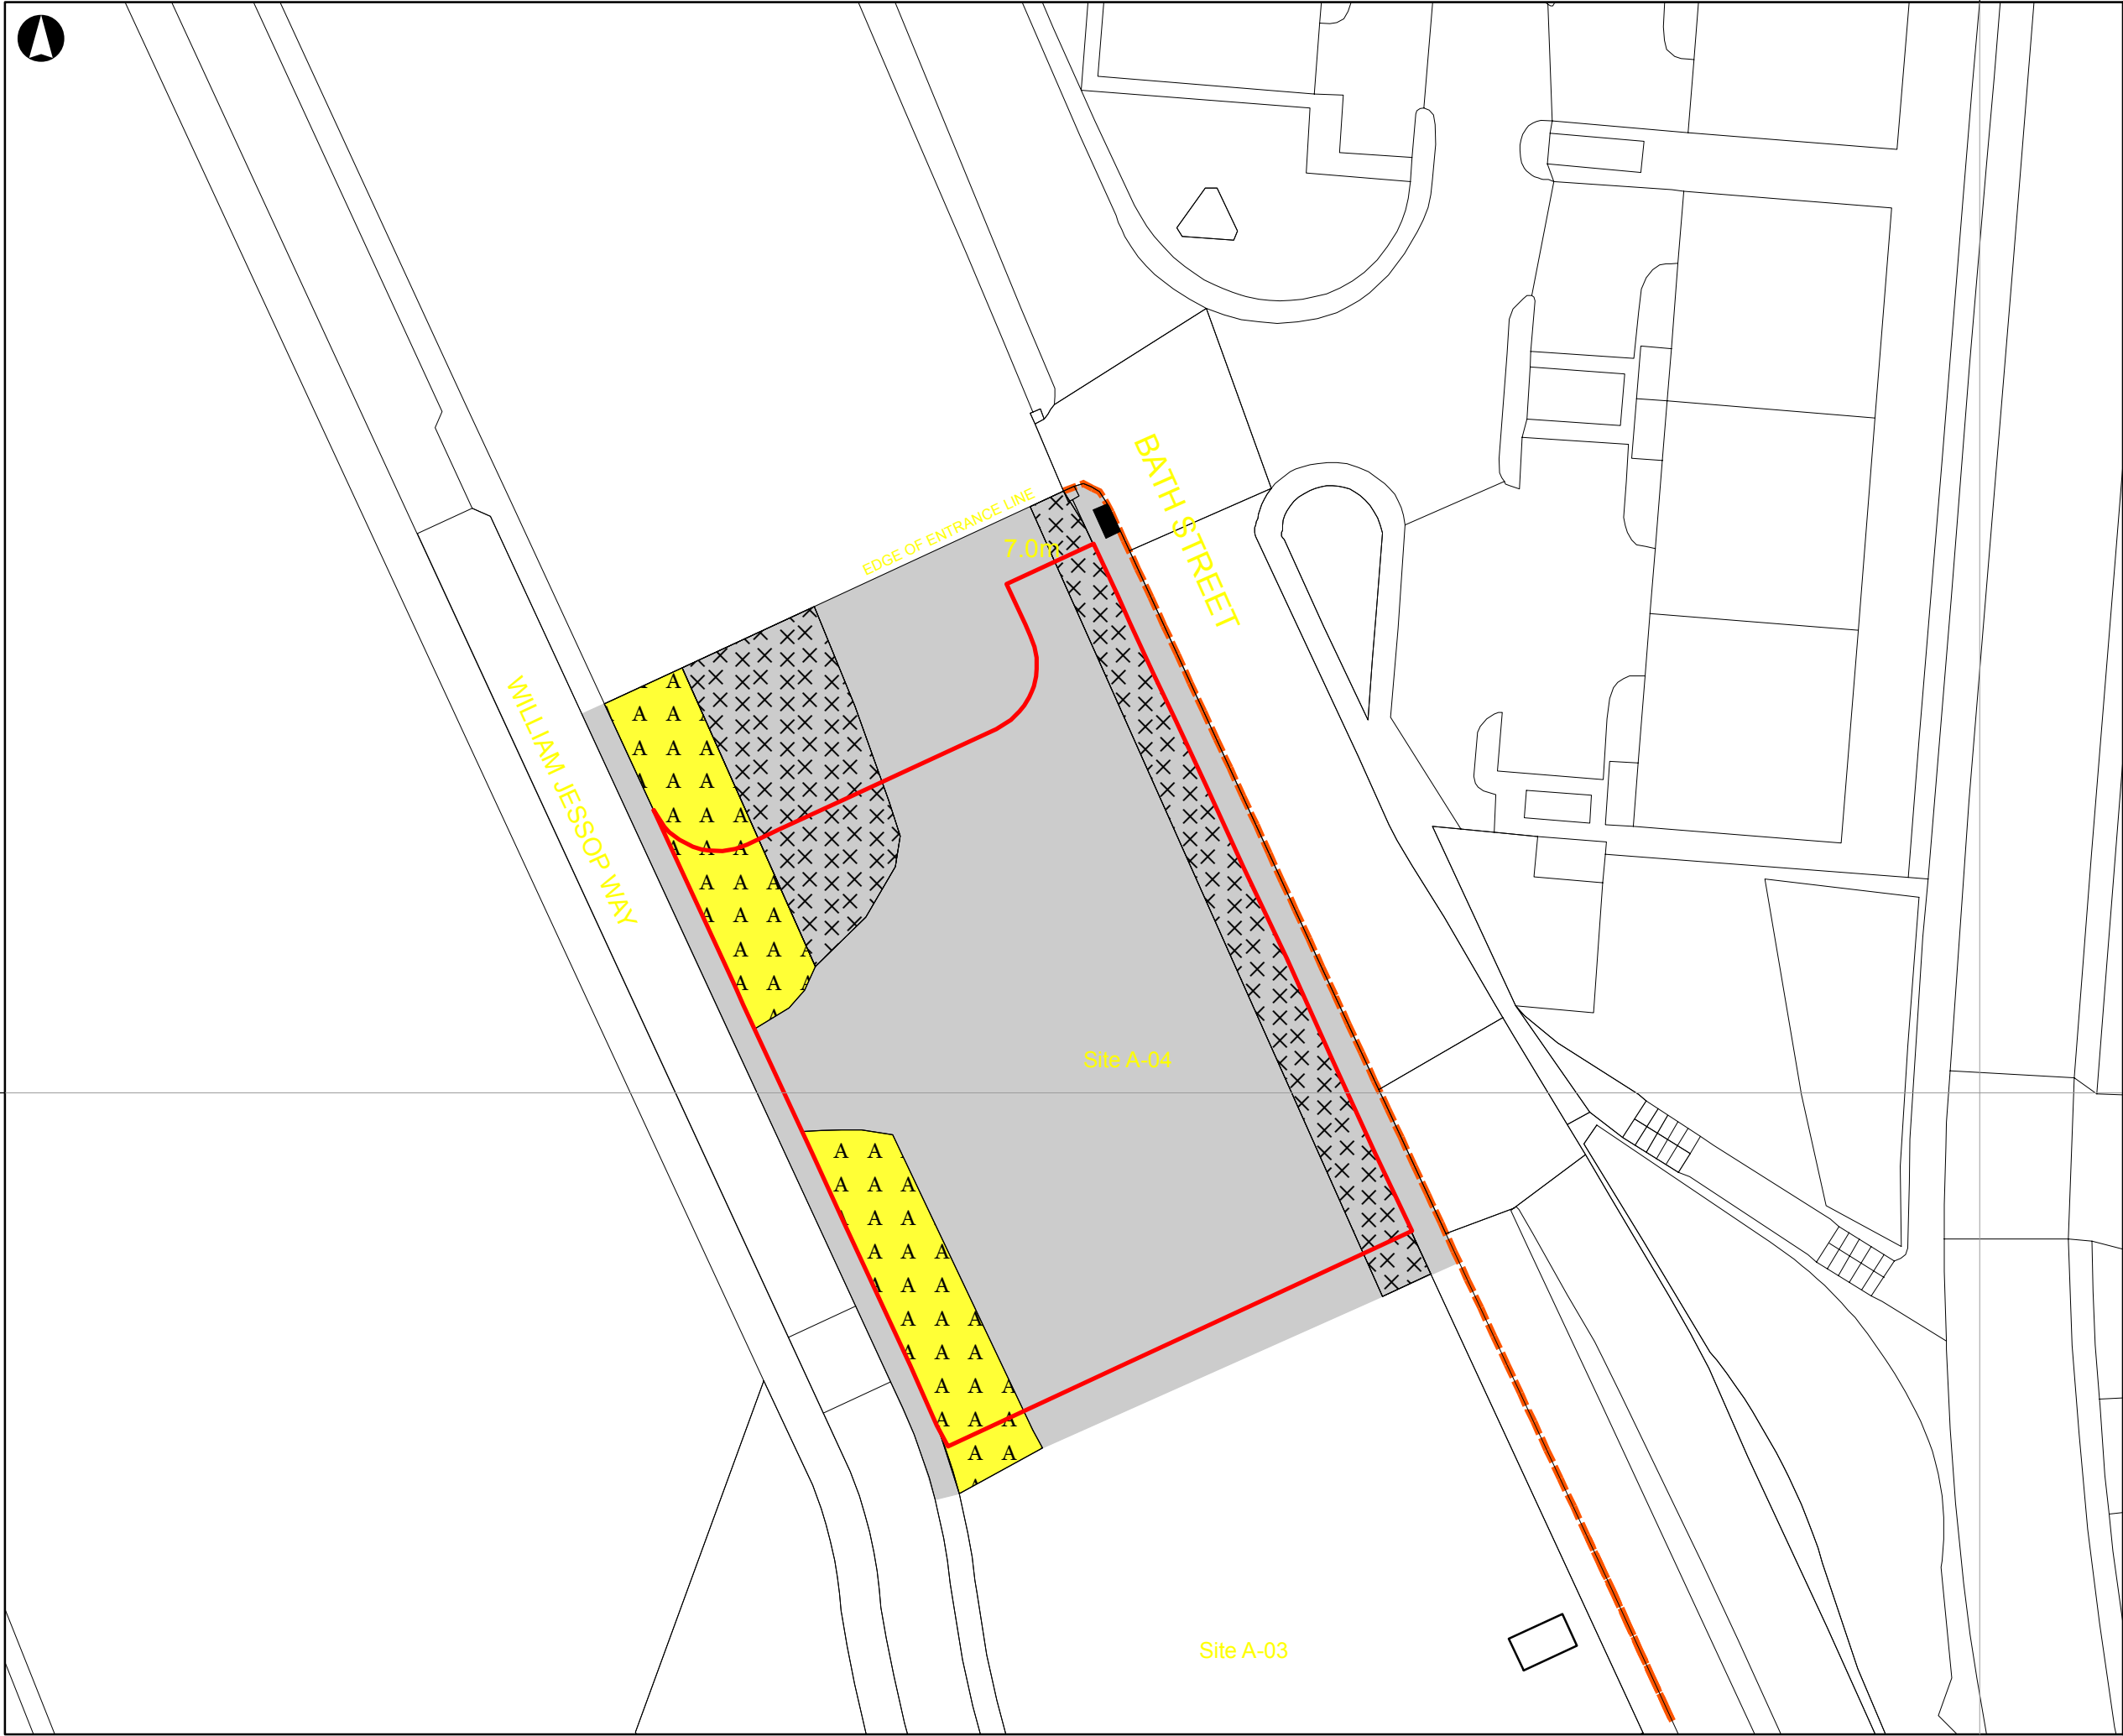 BATH STREET
EDGE OF ENTRANCE LINE
7.0m
WILLIAM JESSOP WAY
Site A-04
Site A-03